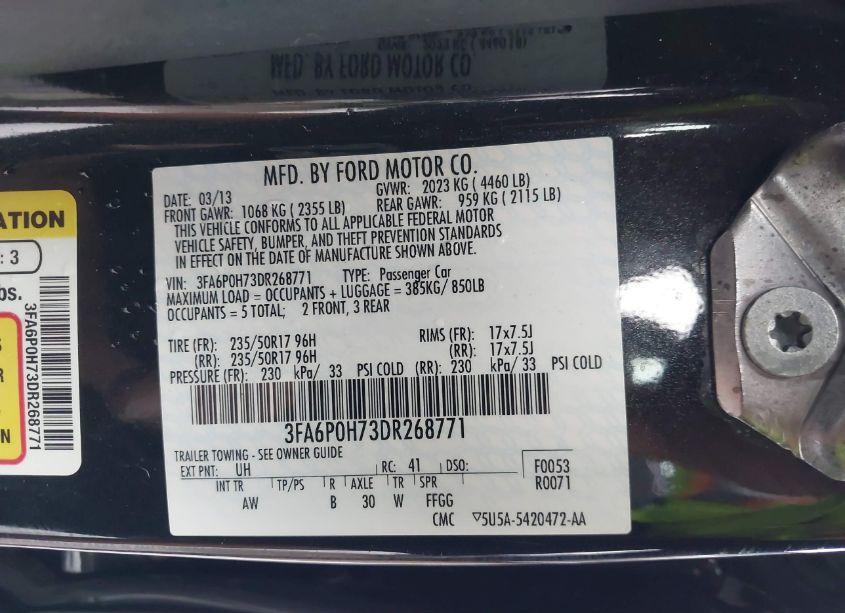 MFD. BY FORD MOTOR CO.
MFD. BY FORD MOTOR CO.
DATE: 03/13 GVWR: 2023 KG ( 4460 LB)
FRONT GAWR: 1068 KG ( 2355 LB) REAR GAWR: 959 KG ( 2115 LB)
THIS VEHICLE CONFORMS TO ALL APPLICABLE FEDERAL MOTOR
VEHICLE SAFETY, BUMPER, AND THEFT PREVENTION STANDARDS
IN EFFECT ON THE DATE OF MANUFACTURE SHOWN ABOVE.
VIN: 3FA6P0H73DR268771 TYPE: Passenger Car
MAXIMUM LOAD = OCCUPANTS + LUGGAGE = 385KG/ 850LB
OCCUPANTS = 5 TOTAL; 2 FRONT, 3 REAR
TIRE (FR): 235/50R17 96H RIMS (FR): 17x7.5J
(RR): 235/50R17 96H (RR): 17x7.5J
PRESSURE (FR): 230 kPa/ 33 PSI COLD (RR): 230 kPa/ 33 PSI COLD
3FA6P0H73DR268771
TRAILER TOWING - SEE OWNER GUIDE
EXT PNT: UH RC: 41 DSO: F0053
R0071
INT TR TP/PS R AXLE TR SPR
AW B 30 W FFGG
CMC ▽5U5A-5420472-AA
: 3
bs.
3FA6P0H73DR268771